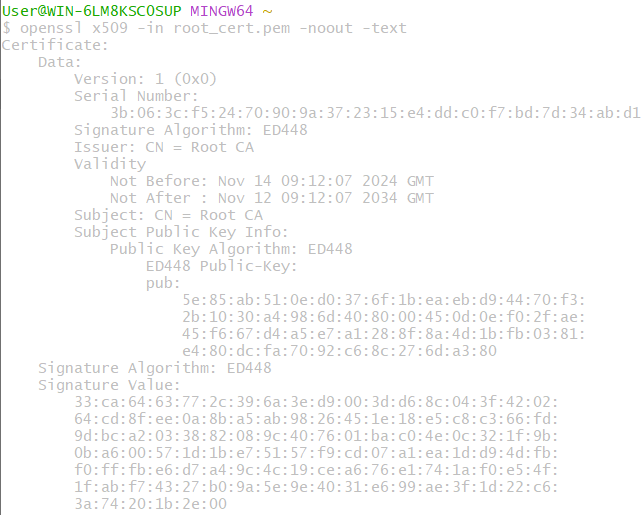 User@WIN-6LM8KSC0SUP MINGW64 ~
$ openssl x509 -in root_cert.pem -noout -text
Certificate:
    Data:
        Version: 1 (0x0)
        Serial Number:
            3b:06:3c:f5:24:70:90:9a:37:23:15:e4:dd:c0:f7:bd:7d:34:ab:d1
        Signature Algorithm: ED448
        Issuer: CN = Root CA
        Validity
            Not Before: Nov 14 09:12:07 2024 GMT
            Not After : Nov 12 09:12:07 2034 GMT
        Subject: CN = Root CA
        Subject Public Key Info:
            Public Key Algorithm: ED448
                ED448 Public-Key:
                pub:
                    5e:85:ab:51:0e:d0:37:6f:1b:ea:eb:d9:44:70:f3:
                    2b:10:30:a4:98:6d:40:80:00:45:0d:0e:f0:2f:ae:
                    45:f6:67:d4:a5:e7:a1:28:8f:8a:4d:1b:fb:03:81:
                    e4:80:dc:fa:70:92:c6:8c:27:6d:a3:80
    Signature Algorithm: ED448
    Signature Value:
        33:ca:64:63:77:2c:39:6a:3e:d9:00:3d:d6:8c:04:3f:42:02:
        64:cd:8f:ee:0a:8b:a5:ab:98:26:45:1e:18:e5:c8:c3:66:fd:
        9d:bc:a2:03:38:82:08:9c:40:76:01:ba:c0:4e:0c:32:1f:9b:
        0b:a6:00:57:1d:1b:e7:51:57:f9:cd:07:a1:ea:1d:d9:4d:fb:
        f0:ff:fb:e6:d7:a4:9c:4c:19:ce:a6:76:e1:74:1a:f0:e5:4f:
        1f:ab:f7:43:27:b0:9a:5e:9e:40:31:e6:99:ae:3f:1d:22:c6:
        3a:74:20:1b:2e:00